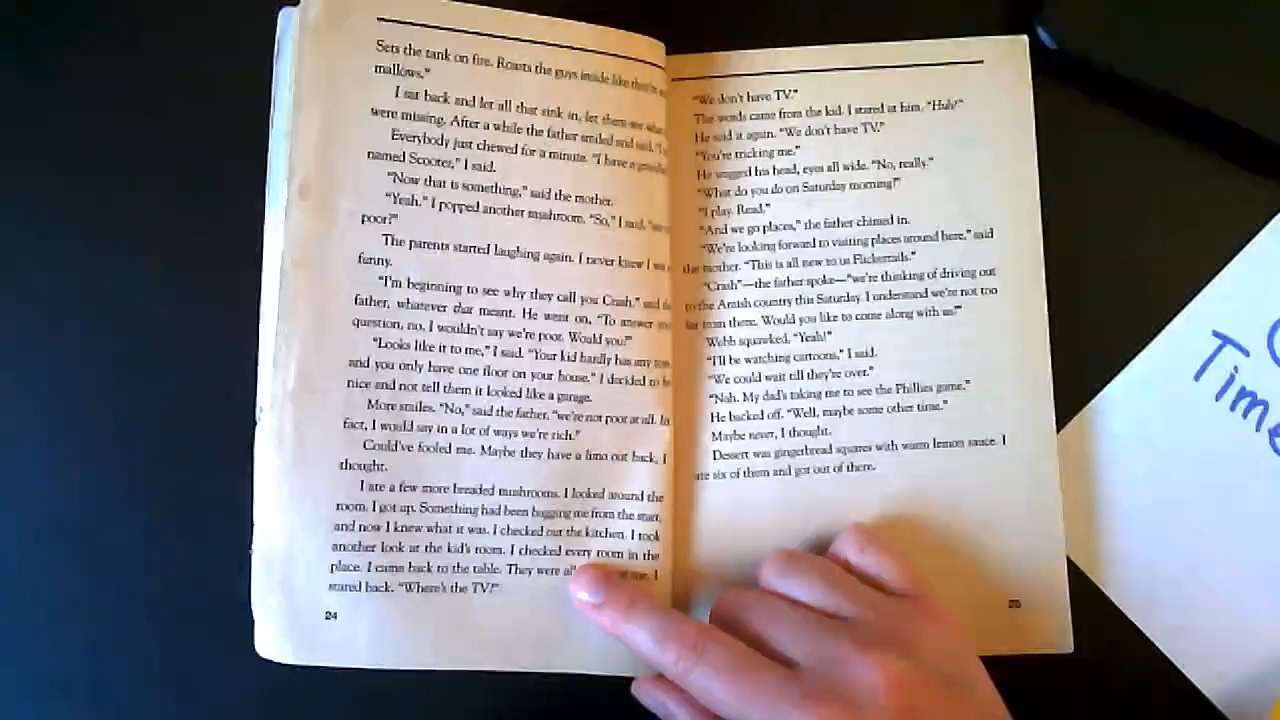 Sets the tank on fire. Roasts the guys inside like they're
mallows."
I sat back and let all that sink in, let them see what
were missing. After a while the father smiled and said,
Everybody just chewed for a minute. "I have a
named Scooter," I said.
"Now that is something," said the mother.
"Yeah." I popped another mushroom. "So," I said,
poor?"
The parents started laughing again. I never knew I was
funny.
"I'm beginning to see why they call you Crash," said the
father, whatever that meant. He went on, "To answer
question, no, I wouldn't say we're poor. Would you?"
"Looks like it to me," I said. "Your kid hardly has any toys
and you only have one floor on your house." I decided to be
nice and not tell them it looked like a garage.
More smiles. "No," said the father, "we're not poor at all. In
fact, I would say in a lot of ways we're rich."
Could've fooled me. Maybe they have a limo out back, I
thought.
I ate a few more breaded mushrooms. I looked around the
room. I got up. Something had been bugging me from the start,
and now I knew what it was. I checked out the kitchen. I took
another look at the kid's room. I checked every room in the
place. I came back to the table. They were all me. I
stared back. "Where's the TV?"
24
"We don't have TV."
The words came from the kid. I stared at him. "Huh?"
He said it again. "We don't have TV."
"You're tricking me."
He wagged his head, eyes all wide. "No, really."
"What do you do on Saturday morning?"
"I play. Read."
"And we go places," the father chimed in.
"We're looking forward to visiting places around here," said
the mother. "This is all new to us Flickertails."
"Crash"—the father spoke—"we're thinking of driving out
to the Amish country this Saturday. I understand we're not too
far from there. Would you like to come along with us?"
Webb squawked, "Yeah!"
"I'll be watching cartoons," I said.
"We could wait till they're over."
"Nah. My dad's taking me to see the Phillies game."
He backed off. "Well, maybe some other time."
Maybe never, I thought.
Dessert was gingerbread squares with warm lemon sauce. I
ate six of them and got out of there.
25
Time